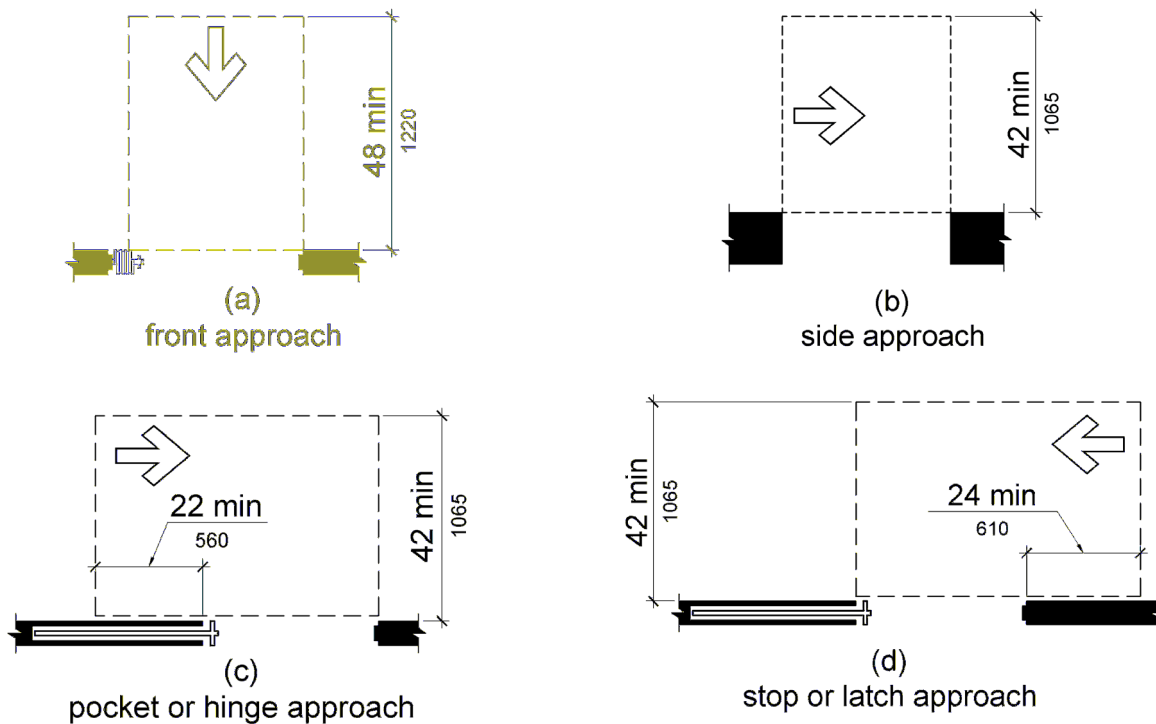 48 min
1220
(a)
front approach
42 min
1065
(b)
side approach
22 min
560
42 min
1065
(c)
pocket or hinge approach
42 min
1065
24 min
610
(d)
stop or latch approach